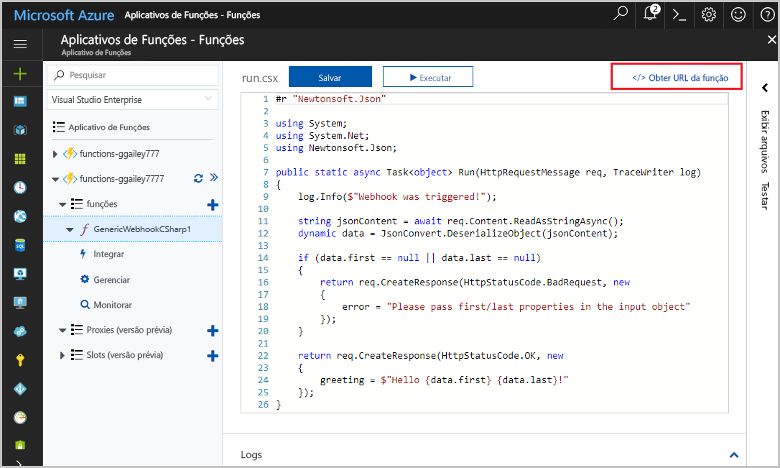 Microsoft Azure Aplicativos de Funções - Funções
2
Aplicativos de Funções - Funções
Aplicativo de Funções
Pesquisar
Visual Studio Enterprise
Aplicativo de Funções
functions-ggailey777
functions-ggailey7777
funções
GenericWebhookCSharp1
Integrar
Gerenciar
Monitorar
Proxies (versão prévia)
Slots (versão prévia)
run.csx
Salvar
Executar
</> Obter URL da função
1 #r "Newtonsoft.Json"
2
3 using System;
4 using System.Net;
5 using Newtonsoft.Json;
6
7 public static async Task<object> Run(HttpRequestMessage req, TraceWriter log)
8 {
9 log.Info($"Webhook was triggered!");
10
11 string jsonContent = await req.Content.ReadAsStringAsync();
12 dynamic data = JsonConvert.DeserializeObject(jsonContent);
13
14 if (data.first == null || data.last == null)
15 {
16 return req.CreateResponse(HttpStatusCode.BadRequest, new
17 {
18 error = "Please pass first/last properties in the input object"
19 });
20 }
21
22 return req.CreateResponse(HttpStatusCode.OK, new
23 {
24 greeting = $"Hello {data.first} {data.last}!"
25 });
26 }
Logs
Exibir arquivos
Testar